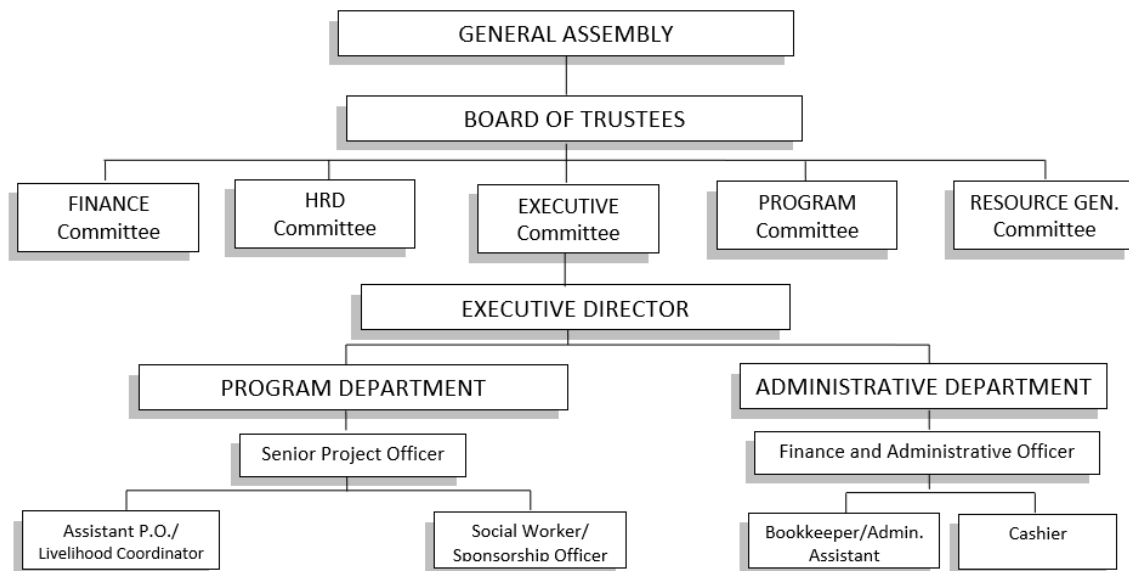 GENERAL ASSEMBLY
BOARD OF TRUSTEES
FINANCE
Committee
HRD
Committee
EXECUTIVE
Committee
PROGRAM
Committee
RESOURCE GEN.
Committee
EXECUTIVE DIRECTOR
PROGRAM DEPARTMENT
ADMINISTRATIVE DEPARTMENT
Senior Project Officer
Finance and Administrative Officer
Assistant P.O./
Livelihood Coordinator
Social Worker/
Sponsorship Officer
Bookkeeper/Admin.
Assistant
Cashier